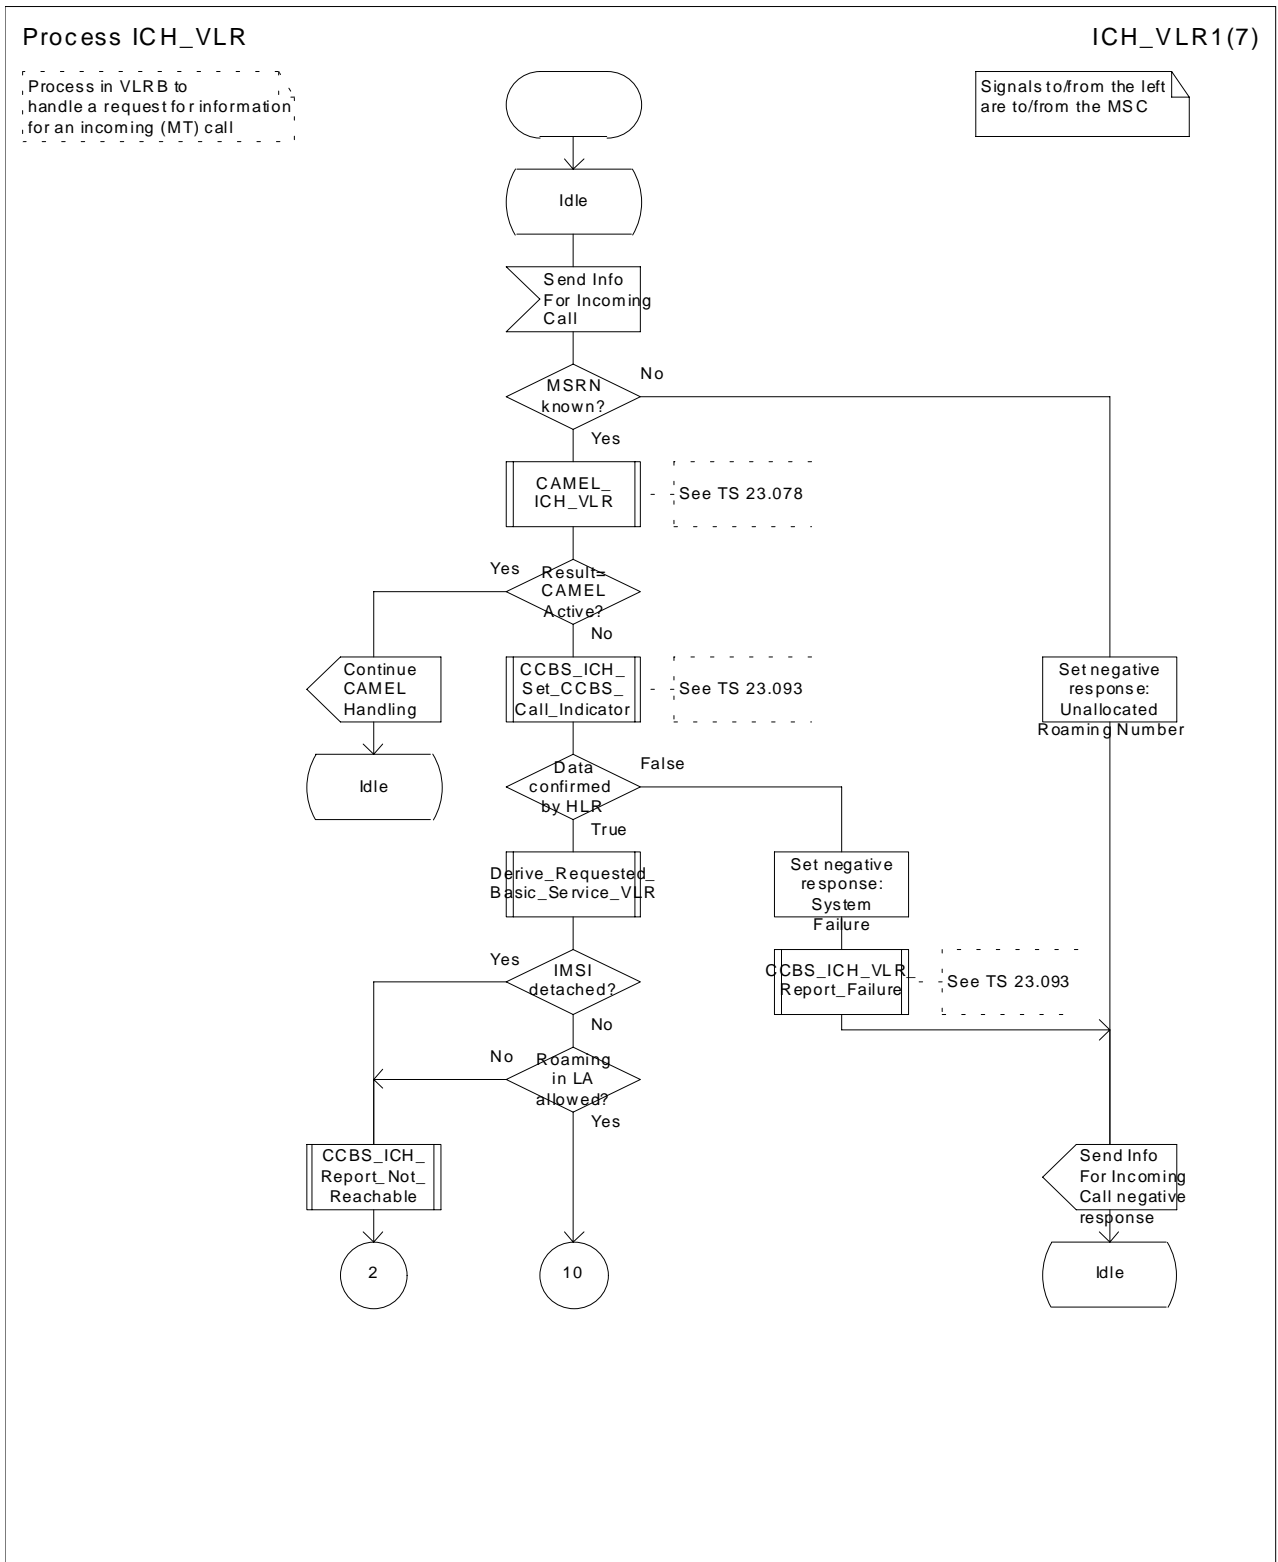 Process ICH_VLR
ICH_VLR1(7)
Process in VLRB to
handle a request for information
for an incoming (MT) call
Signals to/from the left
are to/from the MSC
Idle
Send Info
For Incoming
Call
MSRN
known?
No
Yes
CAMEL_
ICH_VLR
See TS 23.078
Result=
CAMEL
Active?
Yes
No
Continue
CAMEL
Handling
CCBS_ICH_
Set_CCBS_
Call_Indicator
See TS 23.093
Set negative
response:
Unallocated
Roaming Number
Idle
Data
confirmed
by HLR
False
True
Derive_Requested_
Basic_Service_VLR
Set negative
response:
System
Failure
Yes
IMSI
detached?
No
CCBS_ICH_VLR_
Report_Failure
See TS 23.093
No
Roaming
in LA
allowed?
Yes
CCBS_ICH_
Report_Not_
Reachable
Send Info
For Incoming
Call negative
response
2
10
Idle